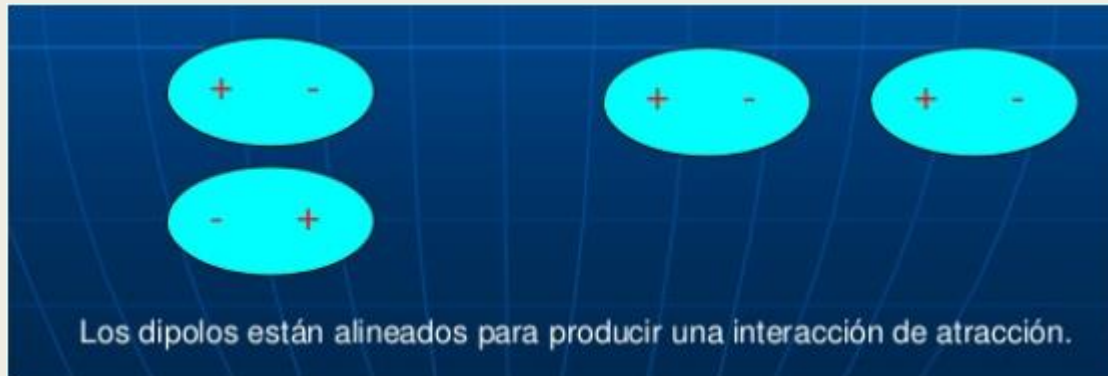 + -
+ - + -
- +
Los dipolos están alineados para producir una interacción de atracción.